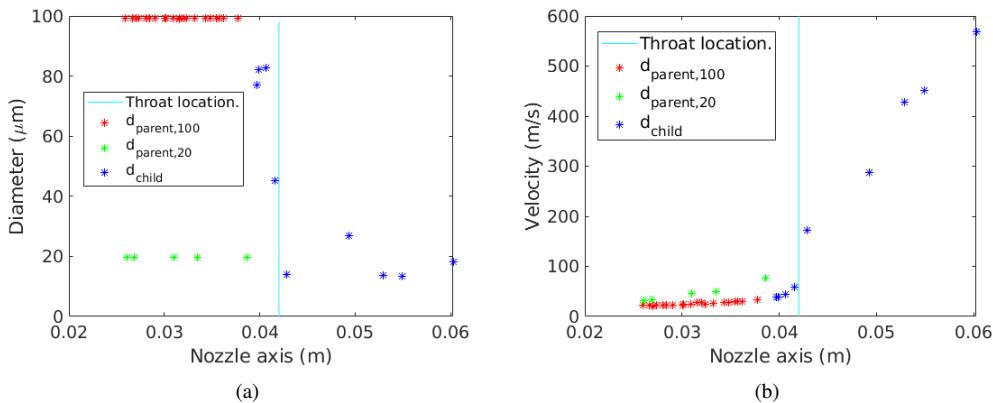 100
80
60
40
20
0
Diameter (μm)
Throat location.
d_parent,100
d_parent,20
d_child
0.02 0.03 0.04 0.05 0.06
Nozzle axis (m)
(a)
600
500
400
300
200
100
0
Velocity (m/s)
Throat location.
d_parent,100
d_parent,20
d_child
0.02 0.03 0.04 0.05 0.06
Nozzle axis (m)
(b)